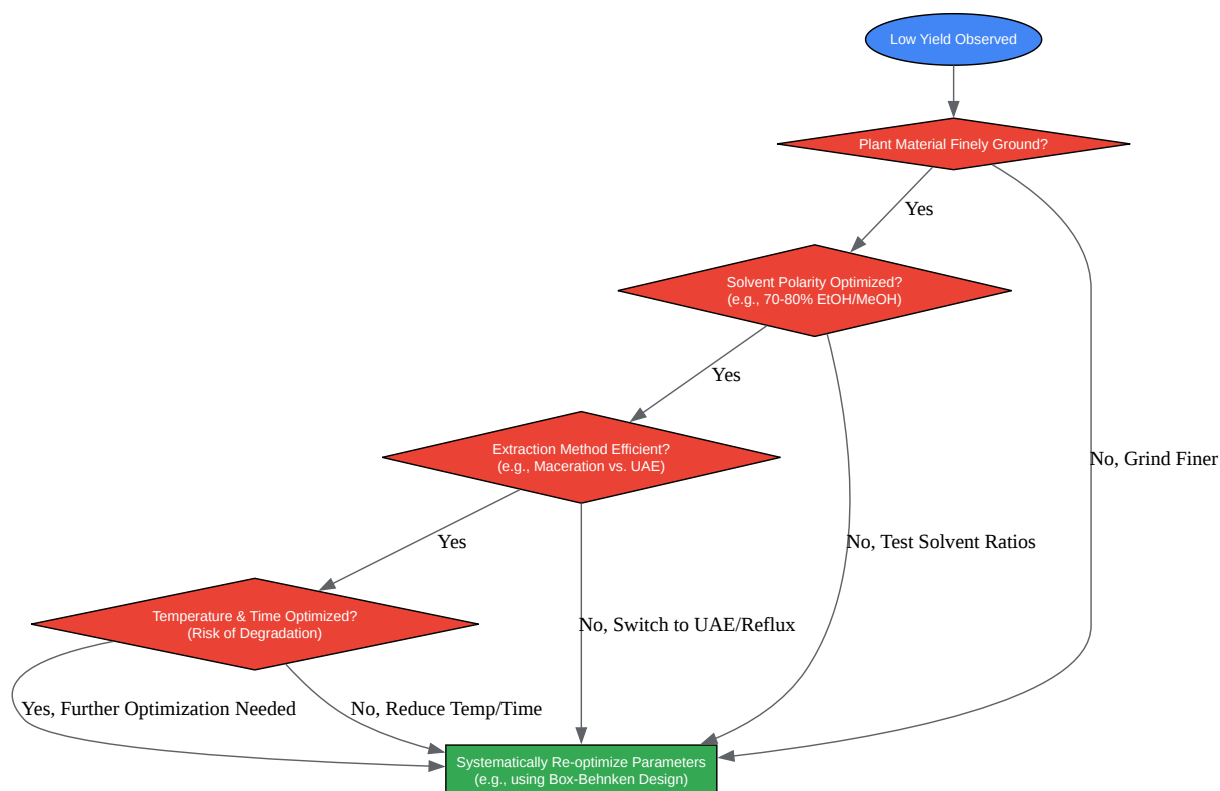 Low Yield Observed
Plant Material Finely Ground?
Yes
Solvent Polarity Optimized?
(e.g., 70-80% EtOH/MeOH)
Yes
Extraction Method Efficient?
(e.g., Maceration vs. UAE)
No, Grind Finer
Yes
No, Test Solvent Ratios
Temperature & Time Optimized?
(Risk of Degradation)
No, Switch to UAE/Reflux
Yes, Further Optimization Needed
No, Reduce Temp/Time
Systematically Re-optimize Parameters
(e.g., using Box-Behnken Design)